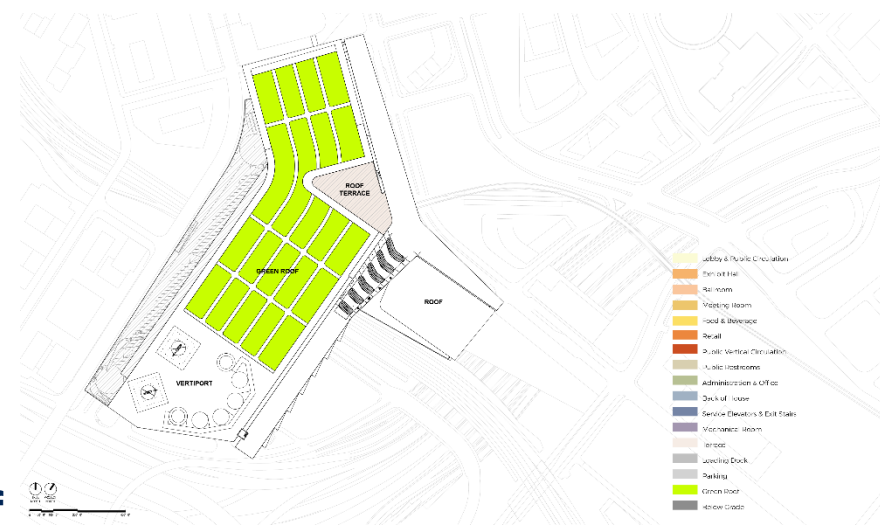 ROOF
TERRACE
GREEN ROOF
ROOF
VERTIPORT
Lobby & Public Circulation
Exhibit Hall
Ballroom
Meeting Room
Food & Beverage
Retail
Public Vertical Circulation
Public Restrooms
Administration & Office
Back of House
Service Elevators & Exit Stairs
Mechanical Room
Terrace
Loading Dock
Parking
Green Roof
Below Grade